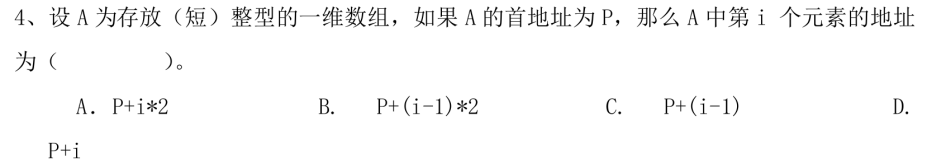 4、设 A 为存放（短）整型的一维数组，如果 A 的首地址为 P，那么 A 中第 i 个元素的地址
为（          ）。
A. P+i*2    B. P+(i-1)*2    C. P+(i-1)    D.
P+i